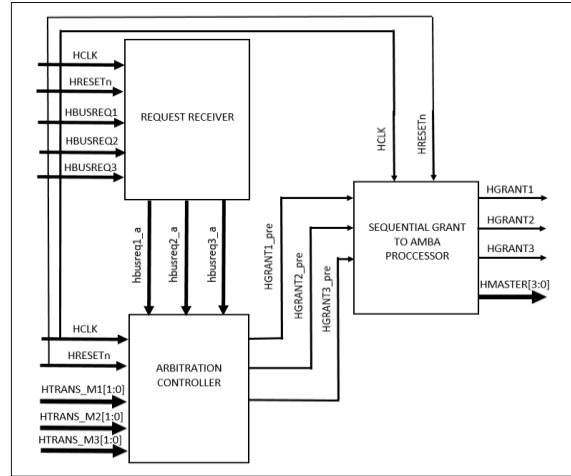 HCLK
HRESETn
HBUSREQ1
HBUSREQ2
HBUSREQ3
REQUEST RECEIVER
HCLK
HRESETn
hbusreq1_a
hbusreq2_a
hbusreq3_a
HGRANT1_pre
HGRANT2_pre
HGRANT3_pre
SEQUENTIAL GRANT
TO AMBA
PROCCESSOR
HGRANT1
HGRANT2
HGRANT3
HMASTER[3:0]
HCLK
HRESETn
HTRANS_M1[1:0]
HTRANS_M2[1:0]
HTRANS_M3[1:0]
ARBITRATION
CONTROLLER